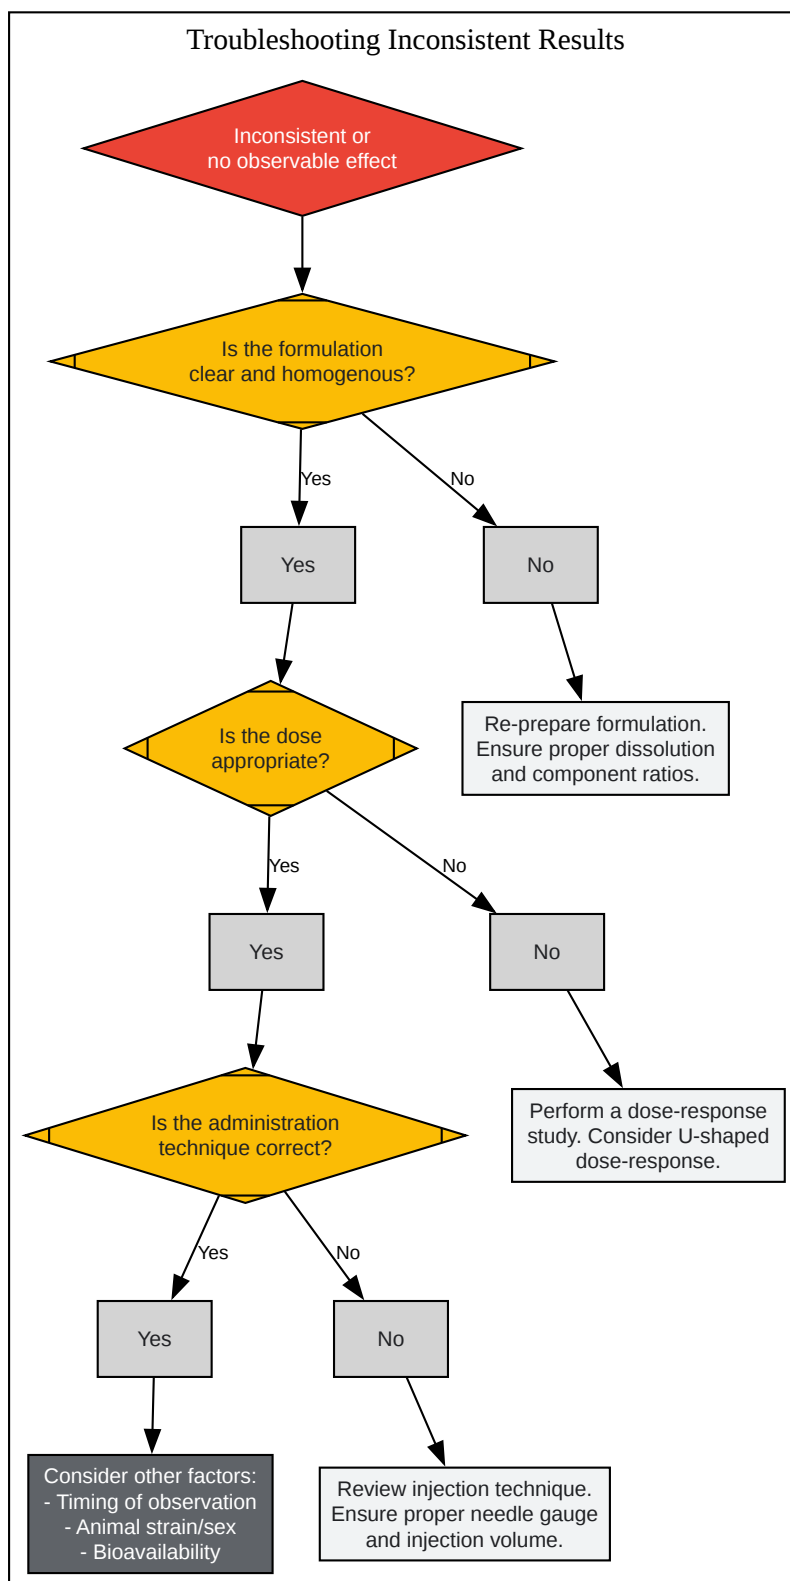 Troubleshooting Inconsistent Results
Inconsistent or
no observable effect
Is the formulation
clear and homogenous?
Yes
No
Yes
No
Is the dose
appropriate?
Re-prepare formulation.
Ensure proper dissolution
and component ratios.
Yes
No
Yes
No
Is the administration
technique correct?
Perform a dose-response
study. Consider U-shaped
dose-response.
Yes
No
Yes
No
Consider other factors:
- Timing of observation
- Animal strain/sex
- Bioavailability
Review injection technique.
Ensure proper needle gauge
and injection volume.